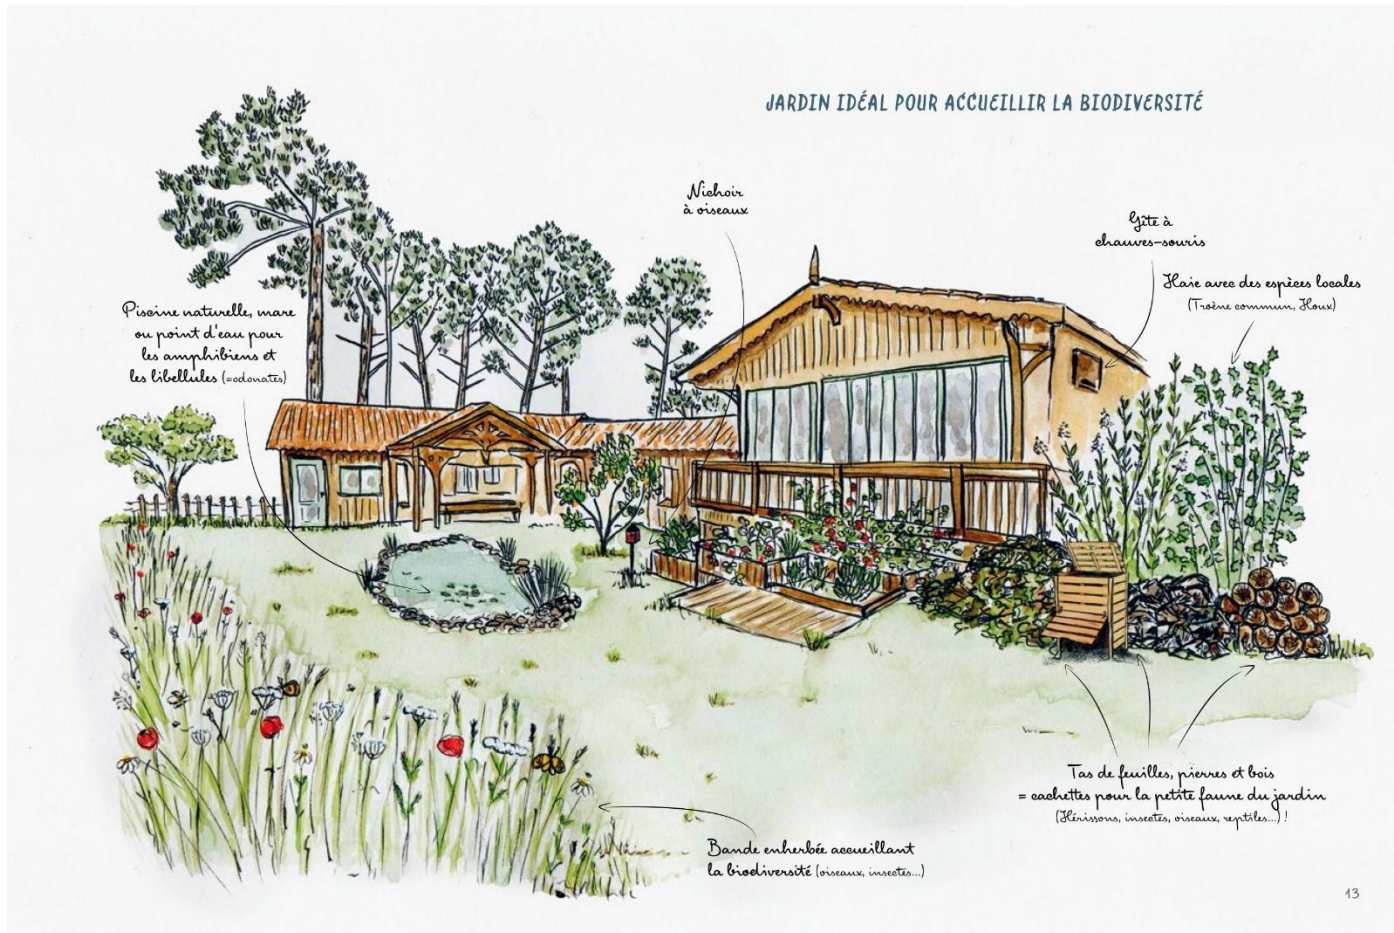 JARDIN IDÉAL POUR ACCUEILLIR LA BIODIVERSITÉ
Nichoir
à oiseaux
Gîte à
chauves-souris
Haie avec des espèces locales
(Troène commun, Houx)
Piscine naturelle, mare
ou point d'eau pour
les amphibiens et
les libellules (=odonates)
Tas de feuilles, pierres et bois
= cachettes pour la petite faune du jardin
(Hérissons, insectes, oiseaux, reptiles...) !
Bande enherbée accueillant
la biodiversité (oiseaux, insectes...)
13